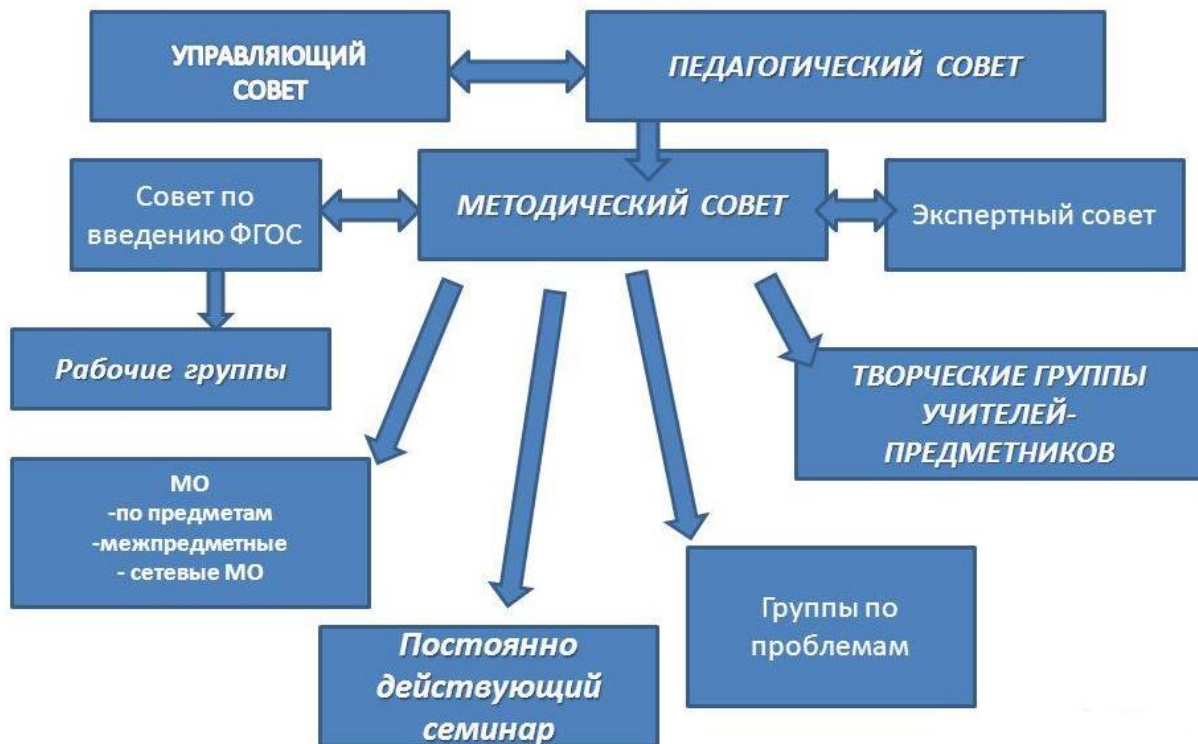 УПРАВЛЯЮЩИЙ
СОВЕТ
ПЕДАГОГИЧЕСКИЙ СОВЕТ
Совет по
введению ФГОС
МЕТОДИЧЕСКИЙ СОВЕТ
Экспертный совет
Рабочие группы
ТВОРЧЕСКИЕ ГРУППЫ
УЧИТЕЛЕЙ-
ПРЕДМЕТНИКОВ
МО
-по предметам
-межпредметные
- сетевые МО
Группы по
проблемам
Постоянно
действующий
семинар